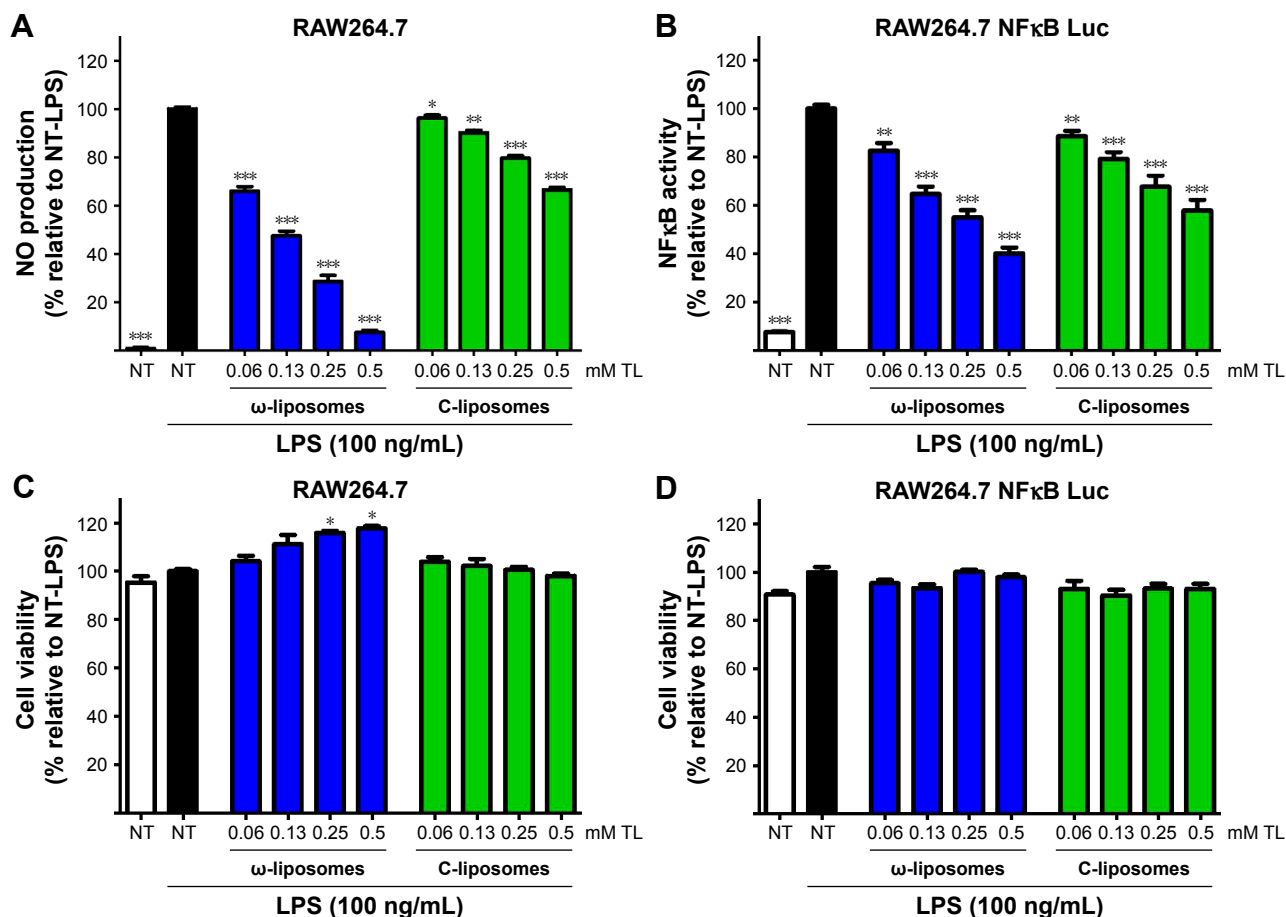 A
RAW264.7
NO production
(% relative to NT-LPS)
120
100
80
60
40
20
***
***
***
***
***
*
**
***
***
NT
NT
0.06 0.13 0.25 0.5
0.06 0.13 0.25 0.5
mM TL
ω-liposomes
C-liposomes
LPS (100 ng/mL)
B
RAW264.7 NFκB Luc
NFκB activity
(% relative to NT-LPS)
120
100
80
60
40
20
***
**
***
***
***
**
***
***
***
NT
NT
0.06 0.13 0.25 0.5
0.06 0.13 0.25 0.5
mM TL
ω-liposomes
C-liposomes
LPS (100 ng/mL)
C
RAW264.7
Cell viability
(% relative to NT-LPS)
120
100
80
60
40
20
*
*
NT
NT
0.06 0.13 0.25 0.5
0.06 0.13 0.25 0.5
mM TL
ω-liposomes
C-liposomes
LPS (100 ng/mL)
D
RAW264.7 NFκB Luc
Cell viability
(% relative to NT-LPS)
120
100
80
60
40
20
NT
NT
0.06 0.13 0.25 0.5
0.06 0.13 0.25 0.5
mM TL
ω-liposomes
C-liposomes
LPS (100 ng/mL)